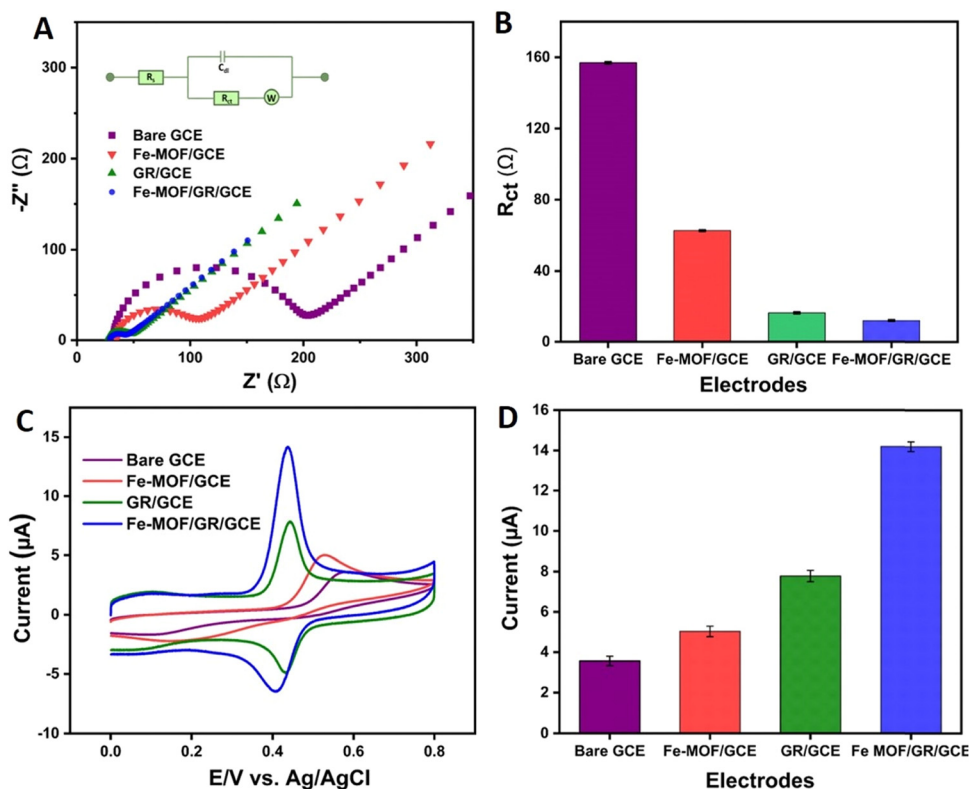 A
300
200
100
0
-Z'' (Ω)
Rs
Cdl
Rct
W
Bare GCE
Fe-MOF/GCE
GR/GCE
Fe-MOF/GR/GCE
0
100
200
300
Z' (Ω)
B
160
120
80
40
0
Rct (Ω)
Bare GCE
Fe-MOF/GCE
GR/GCE
Fe-MOF/GR/GCE
Electrodes
C
15
10
5
0
-5
-10
Current (µA)
Bare GCE
Fe-MOF/GCE
GR/GCE
Fe-MOF/GR/GCE
0.0
0.2
0.4
0.6
0.8
E/V vs. Ag/AgCl
D
16
14
12
10
8
6
4
2
0
Current (µA)
Bare GCE
Fe-MOF/GCE
GR/GCE
Fe MOF/GR/GCE
Electrodes